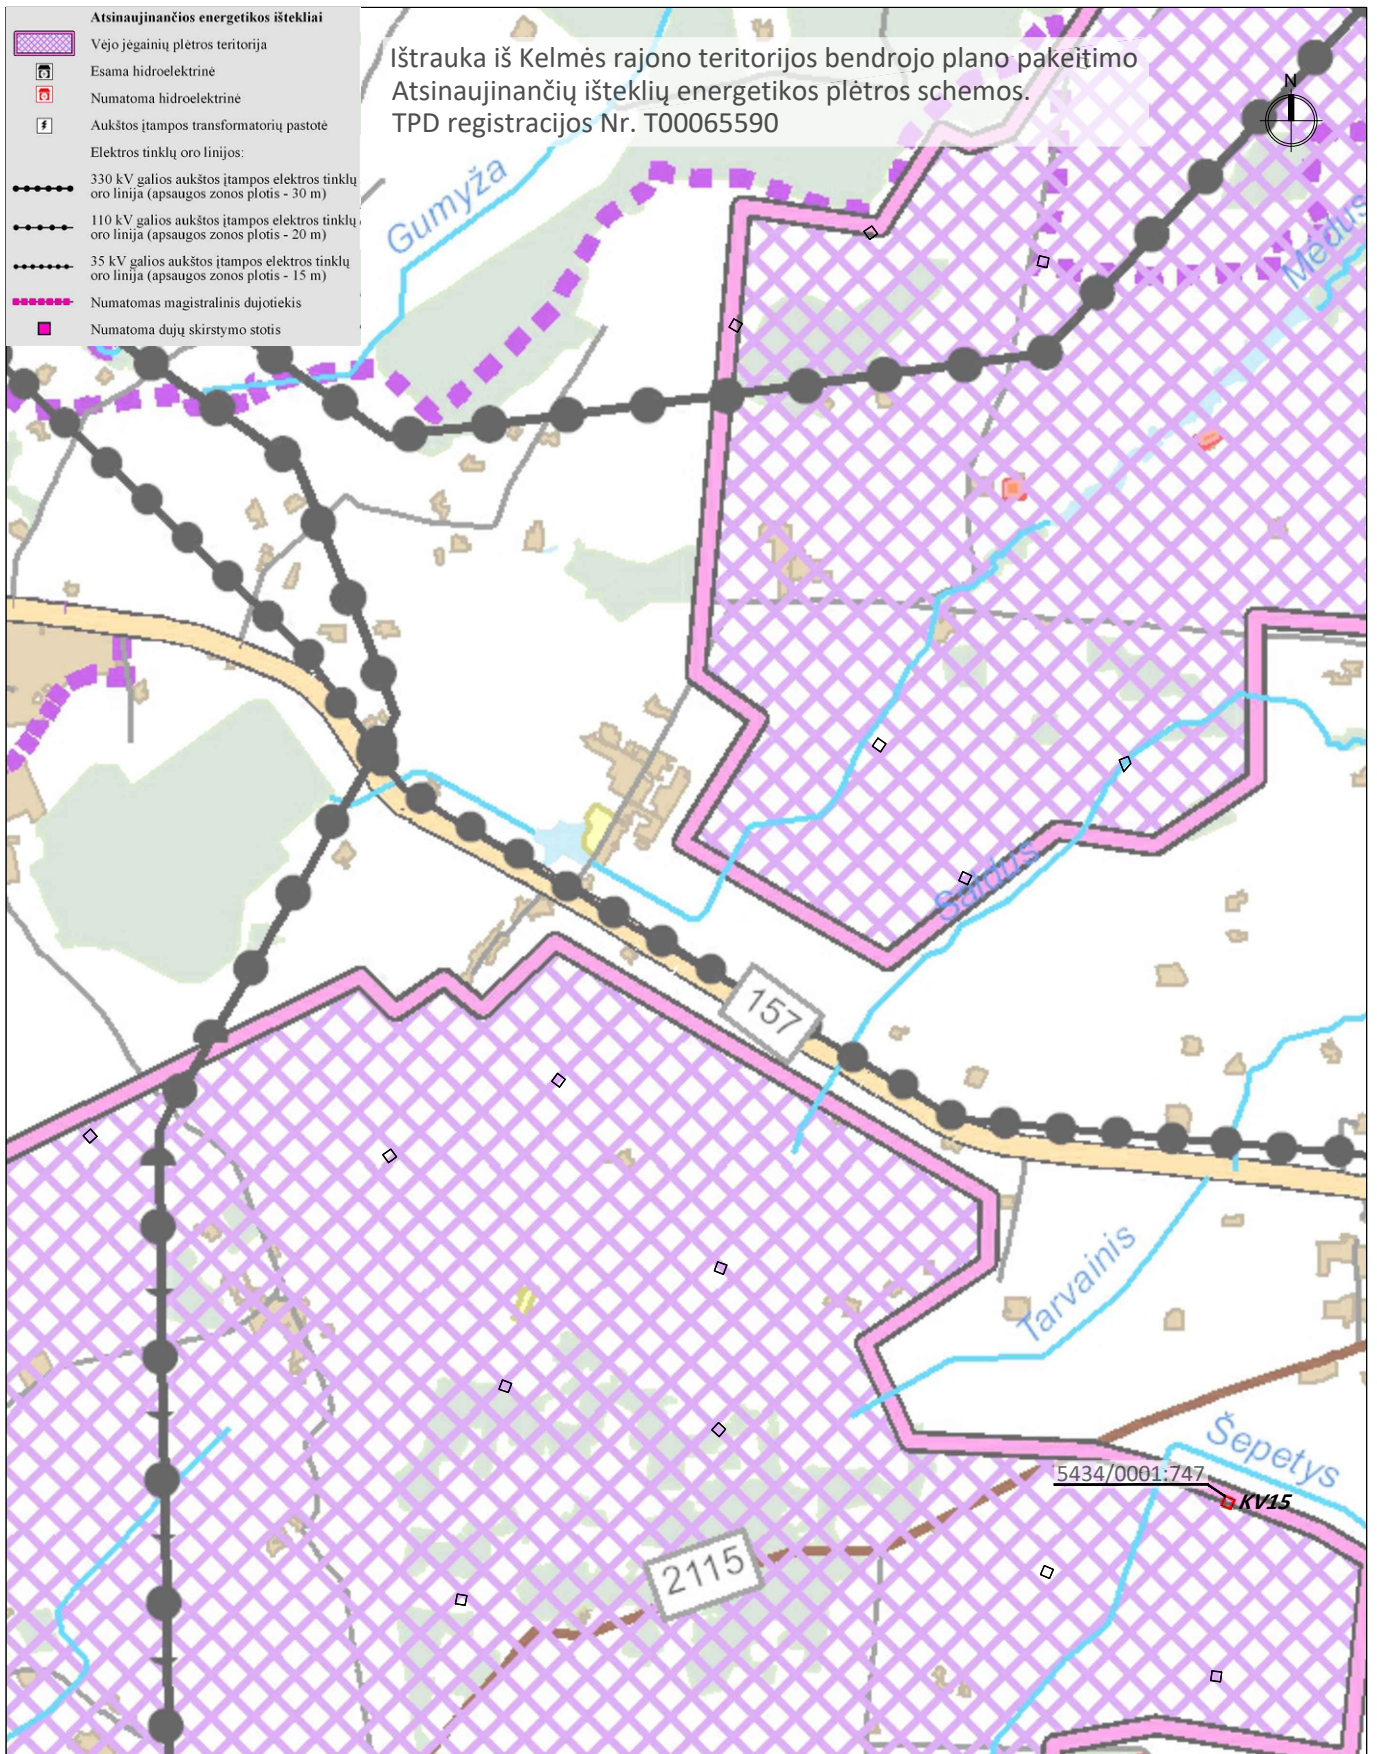 Atsinaujinančios energetikos ištekliai
Vėjo jėgainių plėtros teritorija
Esama hidroelektrinė
Numatoma hidroelektrinė
Aukštos įtampos transformatorių pastotė
Elektros tinklų oro linijos:
330 kV galios aukštos įtampos elektros tinklų
oro linija (apsaugos zonos plotis - 30 m)
110 kV galios aukštos įtampos elektros tinklų
oro linija (apsaugos zonos plotis - 20 m)
35 kV galios aukštos įtampos elektros tinklų
oro linija (apsaugos zonos plotis - 15 m)
Numatomas magistralinis dujotiekis
Numatoma dujų skirstymo stotis
Ištrauka iš Kelmės rajono teritorijos bendrojo plano pakeitimo
Atsinaujinančių išteklių energetikos plėtros schemos.
TPD registracijos Nr. T00065590
N
Gumyža
Mėdus
Saldus
157
Tarvainis
Šepetys
5434/0001:747
KV15
2115